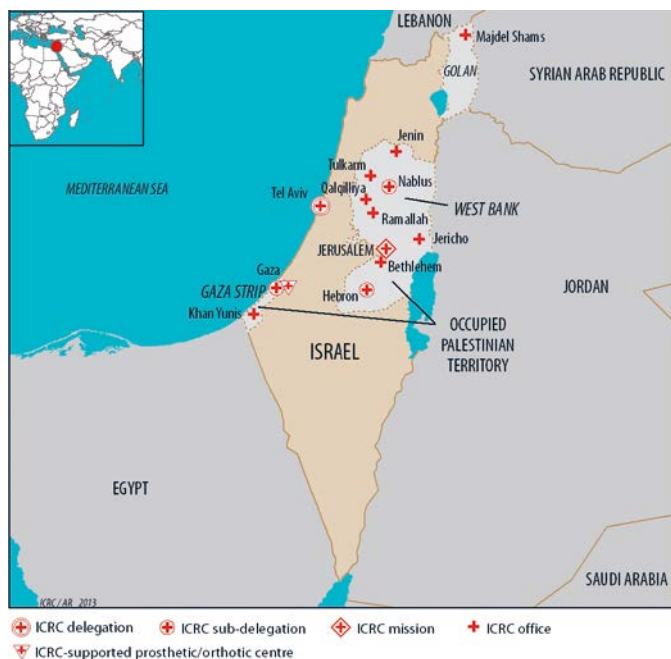 LEBANON
Majdel Shams
GOLAN
SYRIAN ARAB REPUBLIC
Jenin
Tulkarm
MEDITERRANEAN SEA
Nablus
Qalqilliya
Tel Aviv
WEST BANK
Ramallah
Jericho
JERUSALEM
Bethlehem
Gaza
GAZA STRIP
Hebron
JORDAN
Khan Yunis
OCCUPIED
PALESTINIAN
TERRITORY
ISRAEL
EGYPT
SAUDI ARABIA
ICRC / AR_2013
ICRC delegation ICRC sub-delegation ICRC mission ICRC office
ICRC-supported prosthetic/orthotic centre